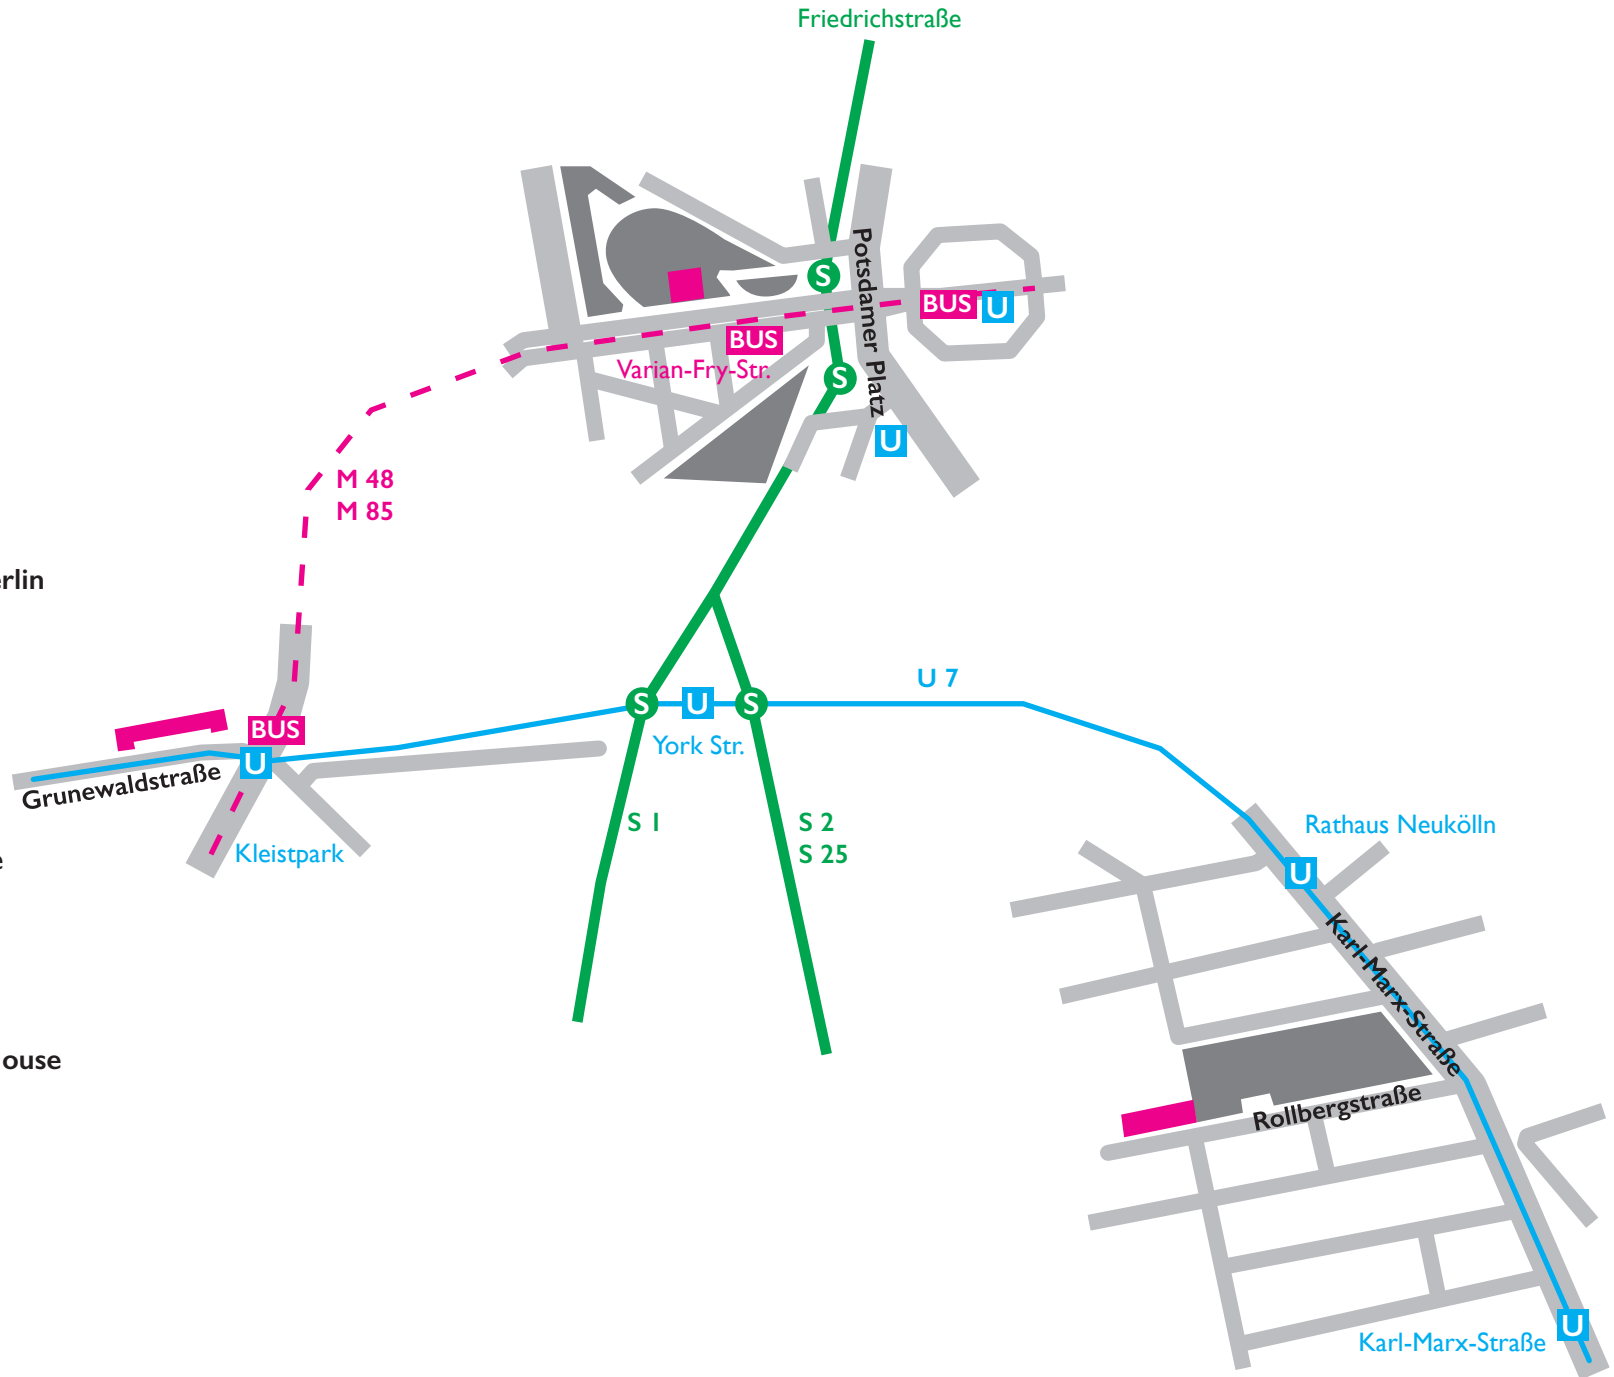 Friedrichstraße
S
Potsdamer Platz
BUS
U
BUS
Varian-Fry-Str.
S
U
M 48
M 85
erlin
U 7
S
U
S
York Str.
BUS
U
Grunewaldstraße
Kleistpark
S 1
S 2
S 25
Rathaus Neukölln
U
e
Karl-Marx-Straße
ouse
Rollbergstraße
U
Karl-Marx-Straße